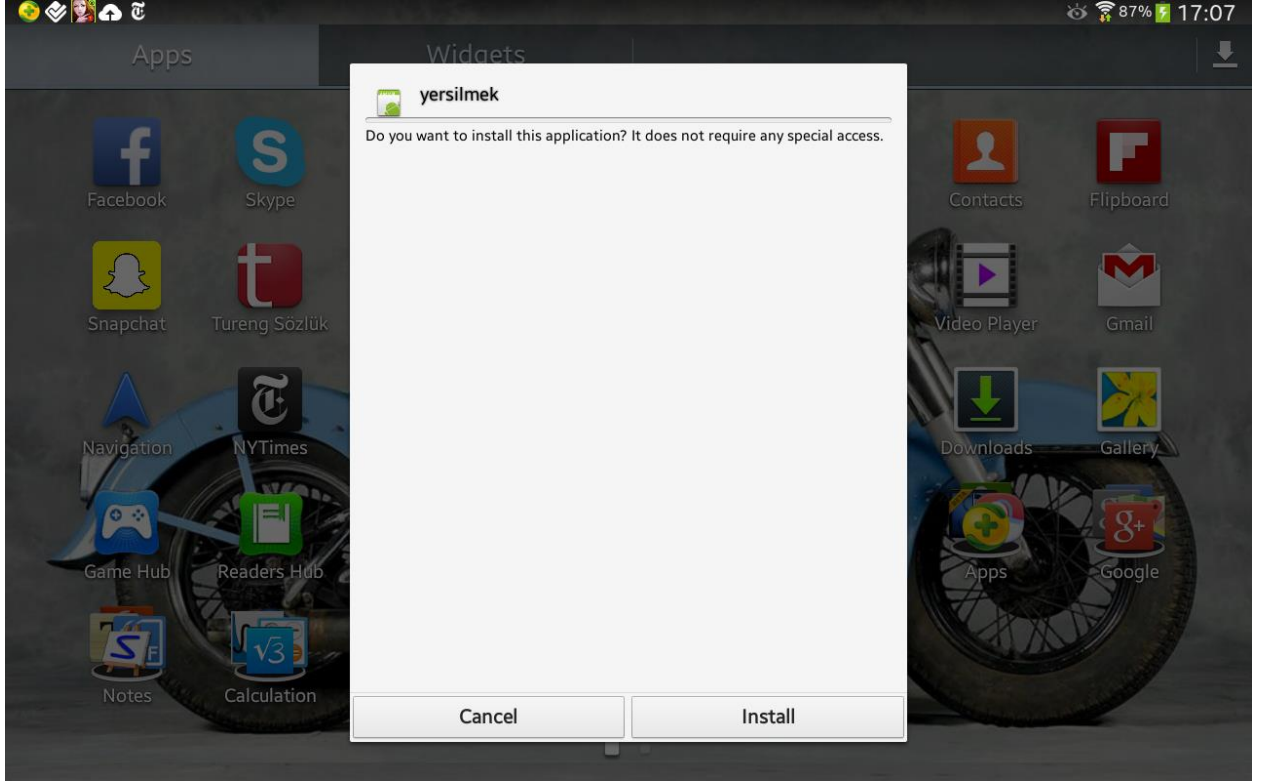 87% 17:07
Apps Widgets
yersilmek
Do you want to install this application? It does not require any special access.
Facebook Skype Contacts Flipboard
Snapchat Tureng Sözlük Video Player Gmail
Navigation NYTimes Downloads Gallery
Game Hub Readers Hub Apps Google
Notes Calculation
Cancel Install